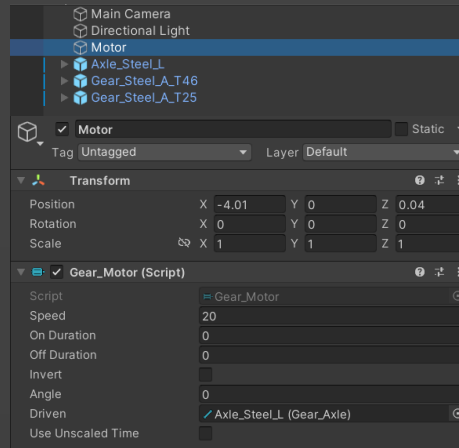 Main Camera
Directional Light
Motor
Axle_Steel_L
Gear_Steel_A_T46
Gear_Steel_A_T25
Motor Static
Tag Untagged Layer Default
Transform
Position X -4.01 Y 0 Z 0.04
Rotation X 0 Y 0 Z 0
Scale X 1 Y 1 Z 1
Gear_Motor (Script)
Script Gear_Motor
Speed 20
On Duration 0
Off Duration 0
Invert
Angle 0
Driven Axle_Steel_L (Gear_Axle)
Use Unscaled Time